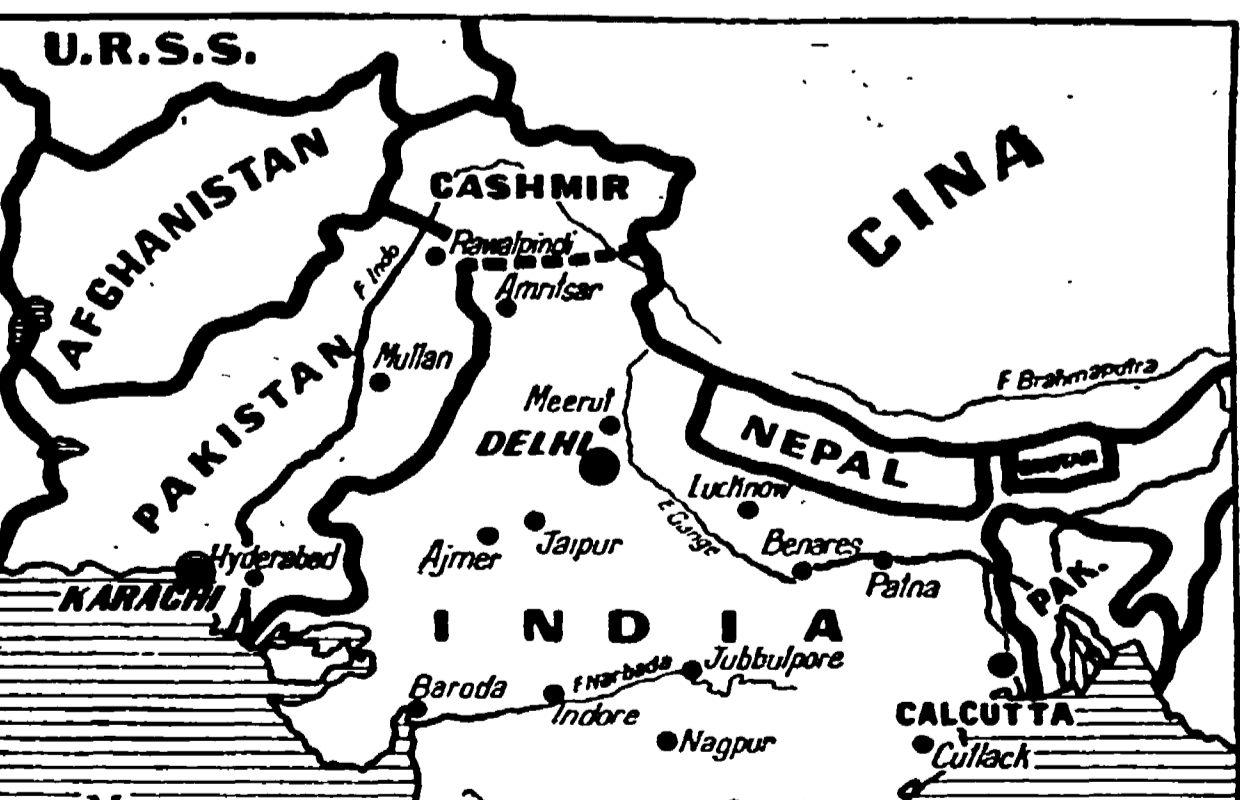 U.R.S.S.
AFGHANISTAN
CASHMIR
CINA
Rawalpindi
F Indo
Amritsar
PAKISTAN
Multan
F Brahmaputra
Meerut
DELHI
NEPAL
Lucknow
F Gange
Ajmer
Jaipur
Benares
Patna
Hyderabad
KARACHI
PAK.
INDIA
Jubbulpore
F Narbada
Baroda
Indore
CALCUTTA
Nagpur
Cuttack